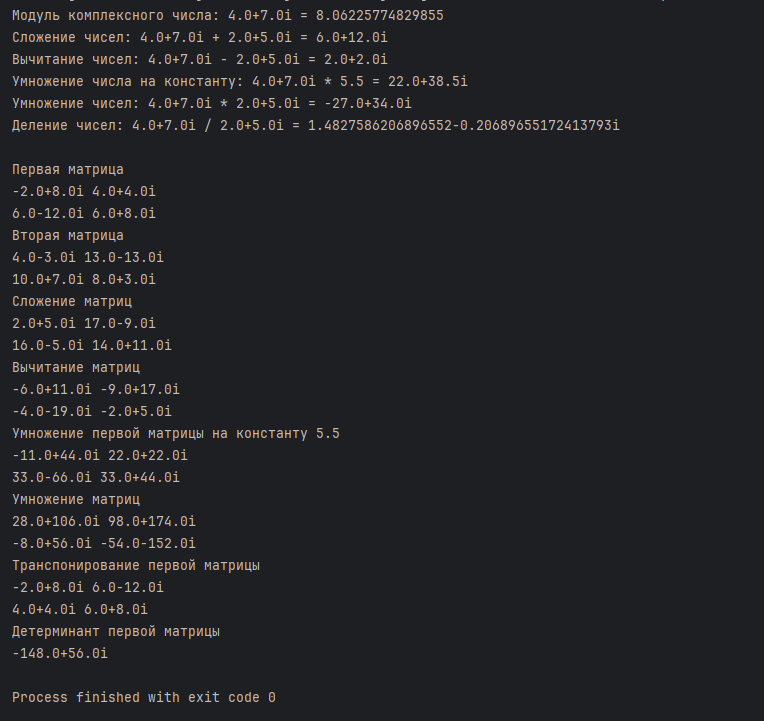 Модуль комплексного числа: 4.0+7.0i = 8.06225774829855
Сложение чисел: 4.0+7.0i + 2.0+5.0i = 6.0+12.0i
Вычитание чисел: 4.0+7.0i - 2.0+5.0i = 2.0+2.0i
Умножение числа на константу: 4.0+7.0i * 5.5 = 22.0+38.5i
Умножение чисел: 4.0+7.0i * 2.0+5.0i = -27.0+34.0i
Деление чисел: 4.0+7.0i / 2.0+5.0i = 1.4827586206896552-0.20689655172413793i
Первая матрица
-2.0+8.0i 4.0+4.0i
6.0-12.0i 6.0+8.0i
Вторая матрица
4.0-3.0i 13.0-13.0i
10.0+7.0i 8.0+3.0i
Сложение матриц
2.0+5.0i 17.0-9.0i
16.0-5.0i 14.0+11.0i
Вычитание матриц
-6.0+11.0i -9.0+17.0i
-4.0-19.0i -2.0+5.0i
Умножение первой матрицы на константу 5.5
-11.0+44.0i 22.0+22.0i
33.0-66.0i 33.0+44.0i
Умножение матриц
28.0+106.0i 98.0+174.0i
-8.0+56.0i -54.0-152.0i
Транспонирование первой матрицы
-2.0+8.0i 6.0-12.0i
4.0+4.0i 6.0+8.0i
Детерминант первой матрицы
-148.0+56.0i
Process finished with exit code 0